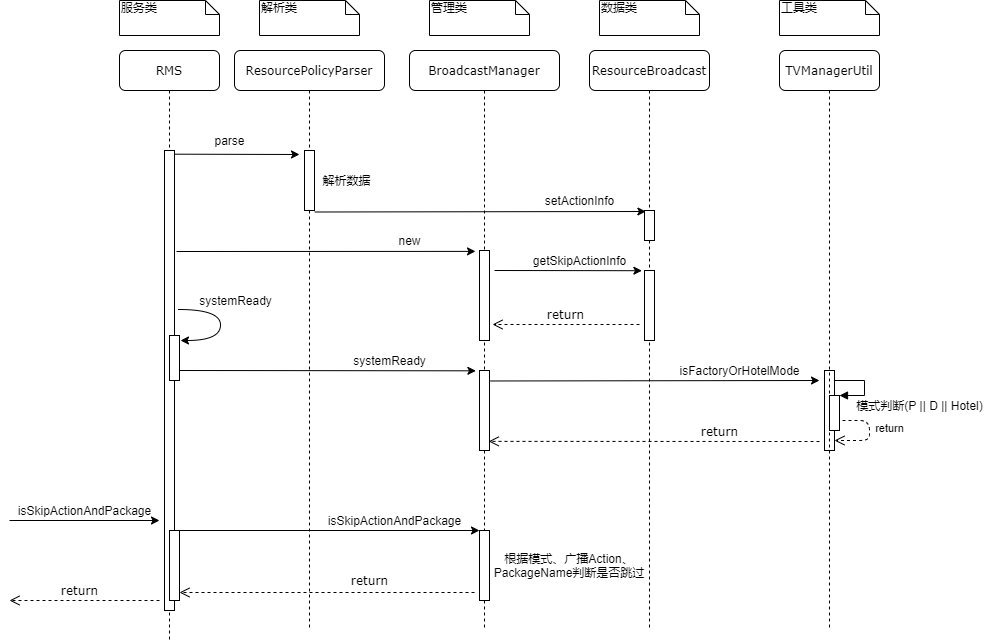 服务类
解析类
管理类
数据类
工具类
RMS
ResourcePolicyParser
BroadcastManager
ResourceBroadcast
TVManagerUtil
parse
解析数据
setActionInfo
new
getSkipActionInfo
systemReady
return
systemReady
isFactoryOrHotelMode
模式判断(P || D || Hotel)
return
return
isSkipActionAndPackage
isSkipActionAndPackage
根据模式、广播Action、
PackageName判断是否跳过
return
return